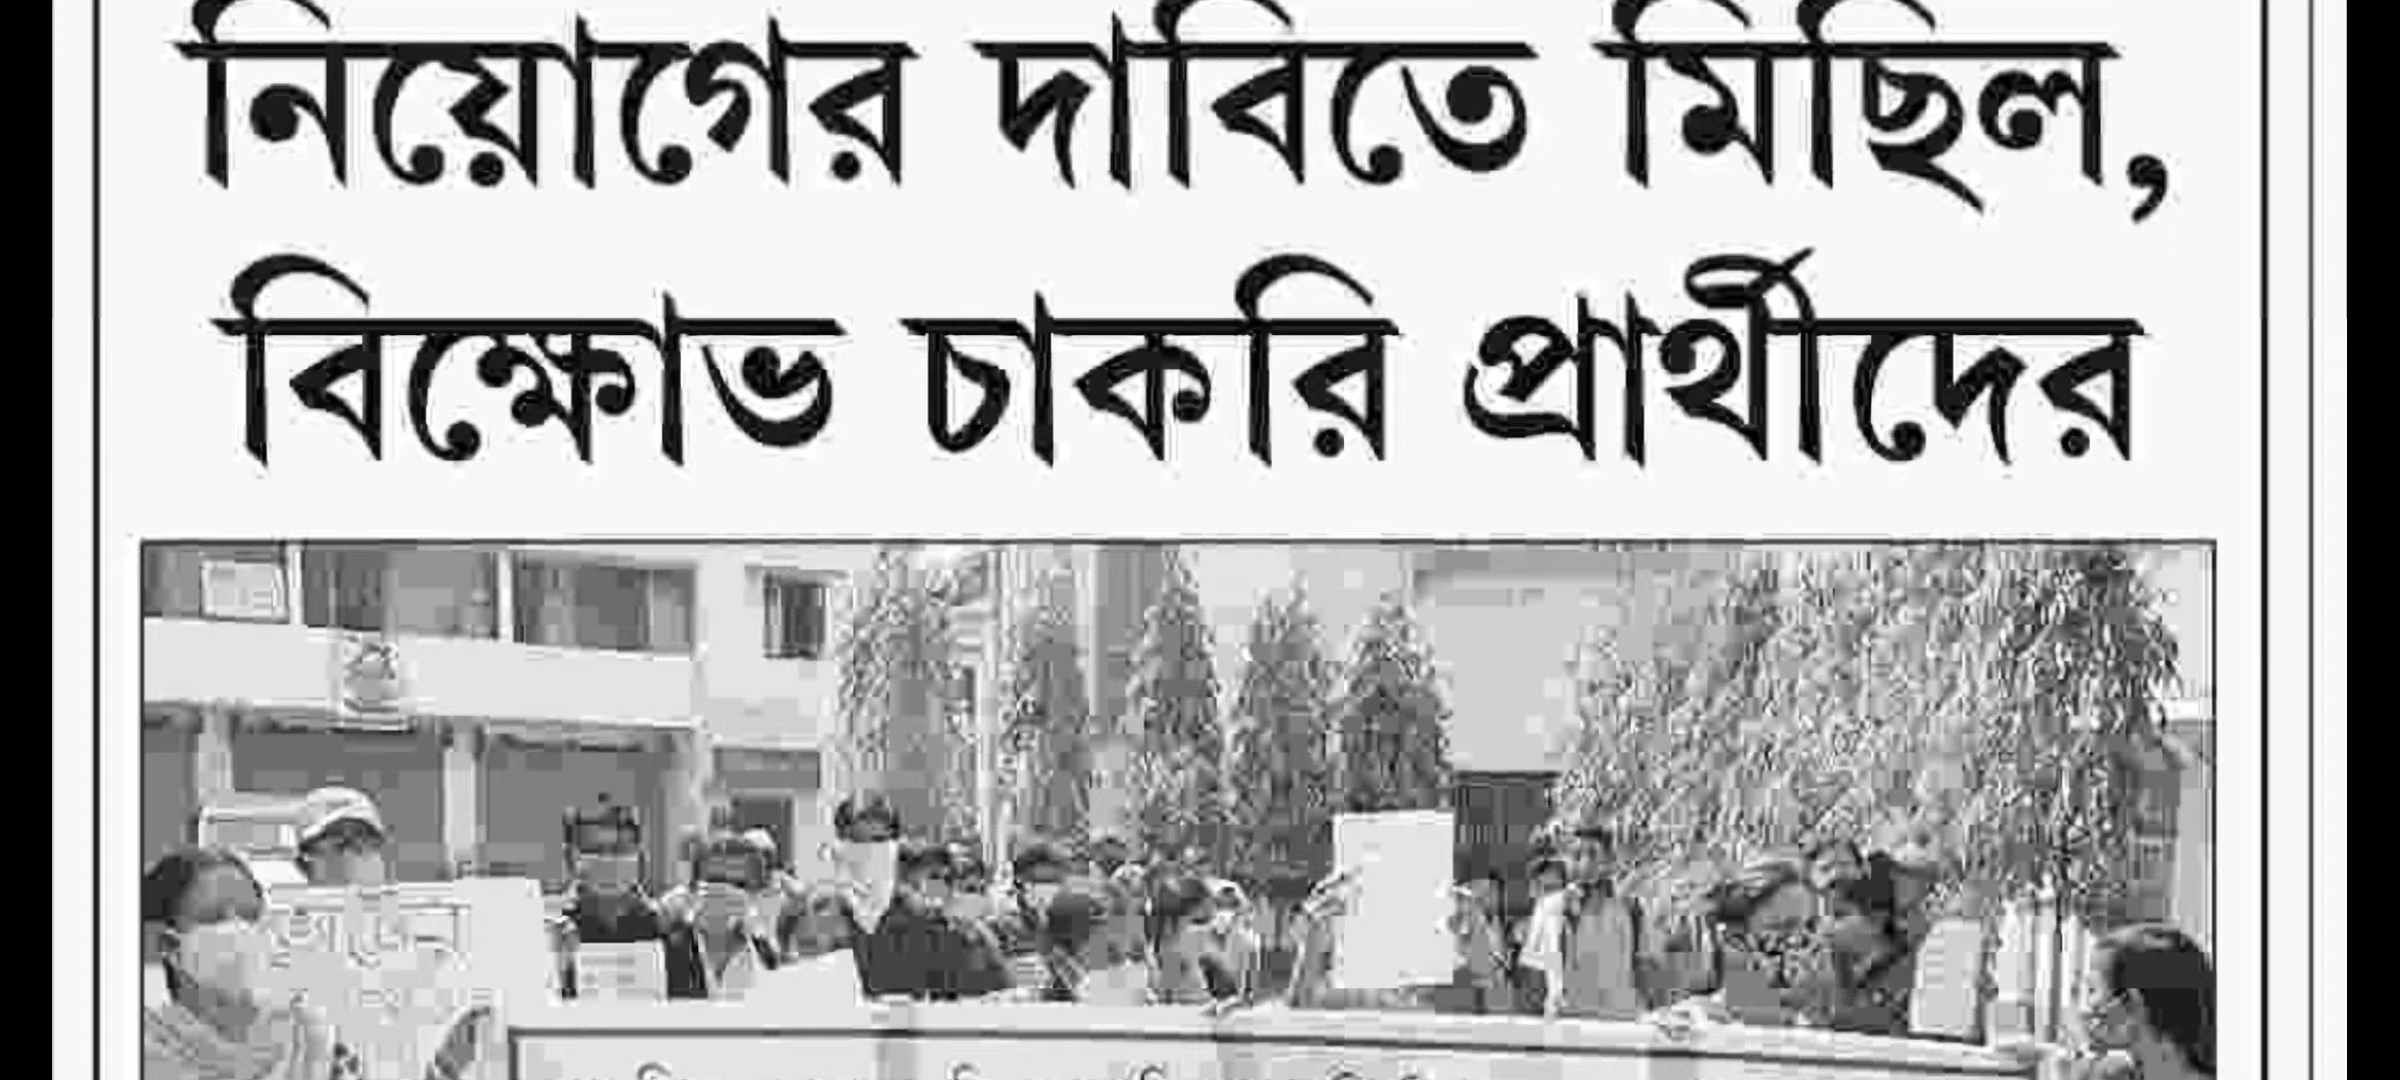 নিয়োগের দাবিতে মিছিল,
বিক্ষোভ চাকরি প্রার্থীদের